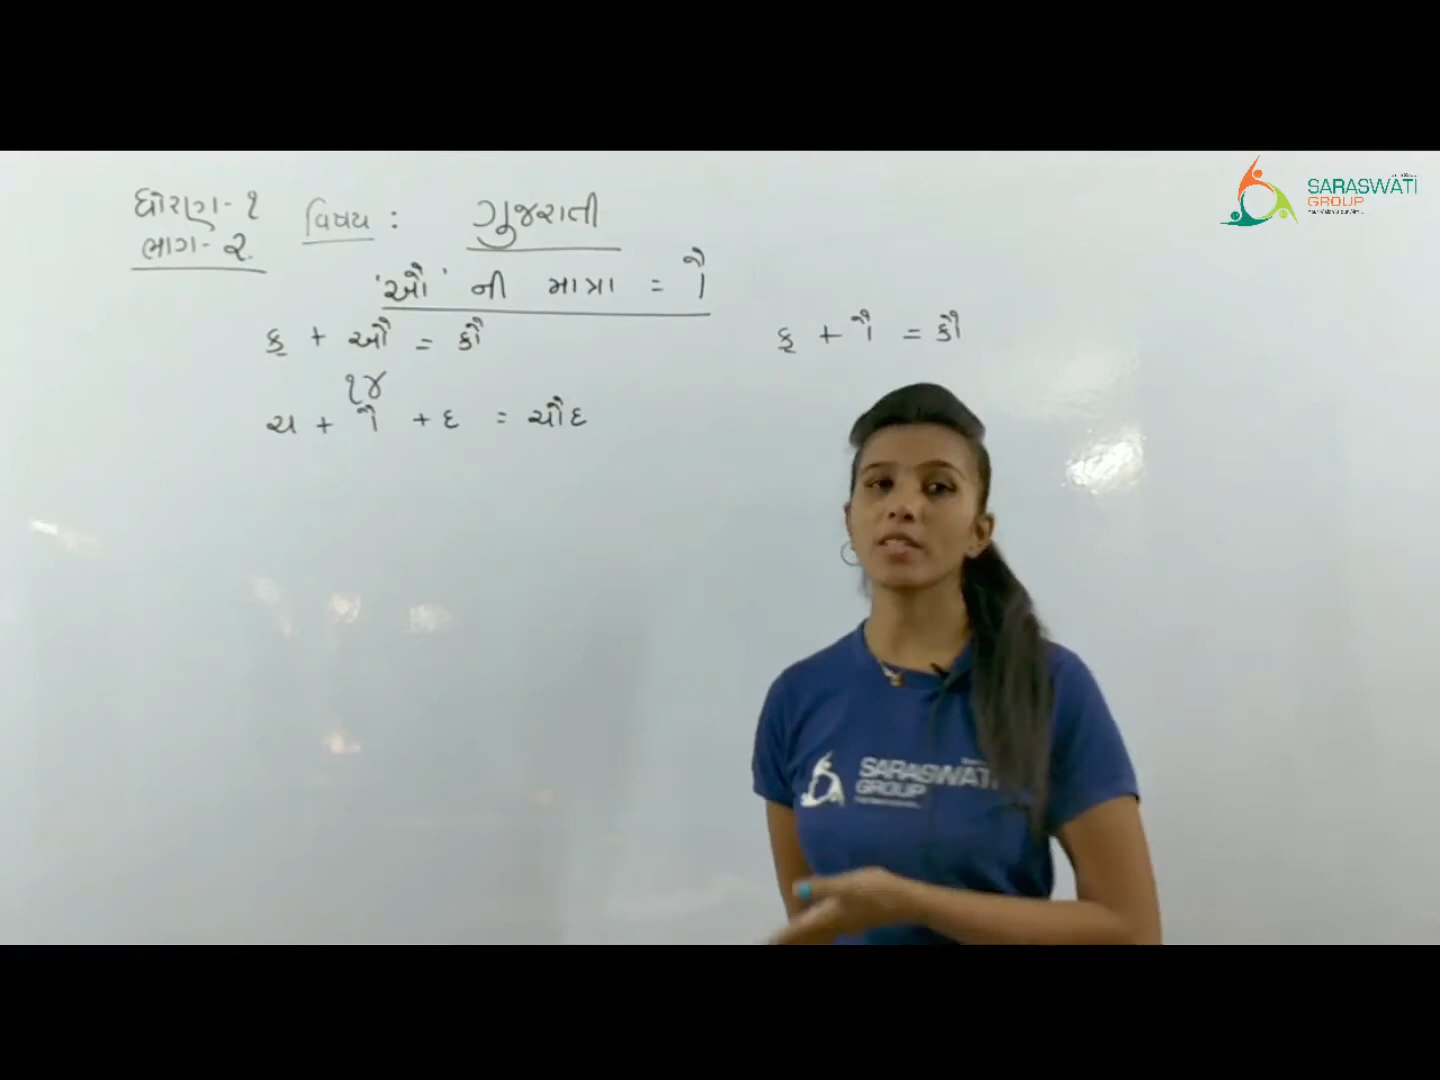 ધોરણ - ૧
ભાગ - ૨.
વિષય : ગુજરાતી
'ઔ' ની માત્રા = ૌ
ક + ઔ = કૌ
ક + ૌ = કૌ
૧૪
ચ + ૌ + દ = ચૌદ
SARASWATI
GROUP
SARASWATI
GROUP